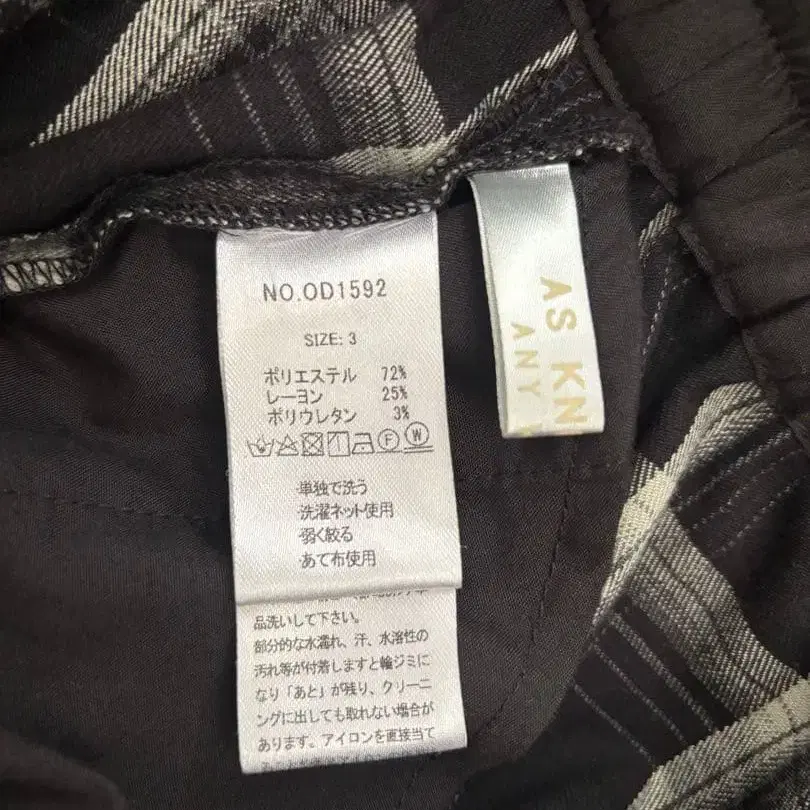 NO.OD1592
SIZE: 3
ポリエステル 72%
レーヨン 25%
ポリウレタン 3%
F W
・単独で洗う
・洗濯ネット使用
・弱く絞る
・あて布使用
品洗いして下さい。
部分的な水濡れ、汗、水溶性の
汚れ等が付着しますと輪ジミに
なり「あと」が残り、クリーニ
ングに出しても取れない場合が
あります。アイロンを直接当て
AS KN
ANY